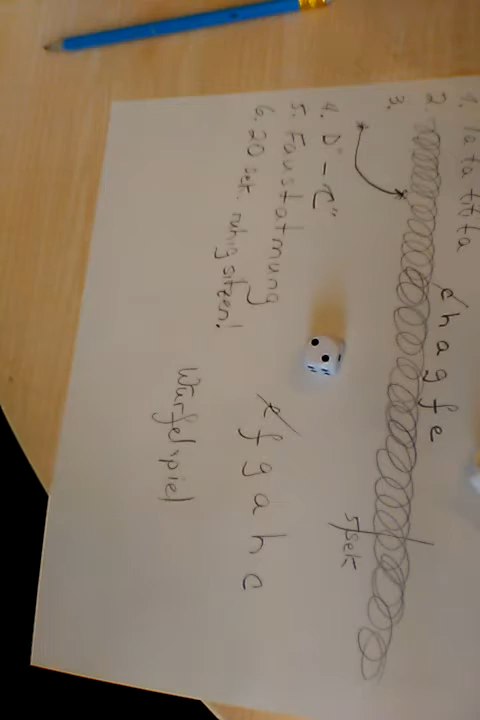 1. ta ta titi ta
2.
c h a g f e
5 sek
3.
4. D" - "C"
5. Faustatmung
6. 20 sek. ruhig sitzen!
e f g a h c
Würfelspiel